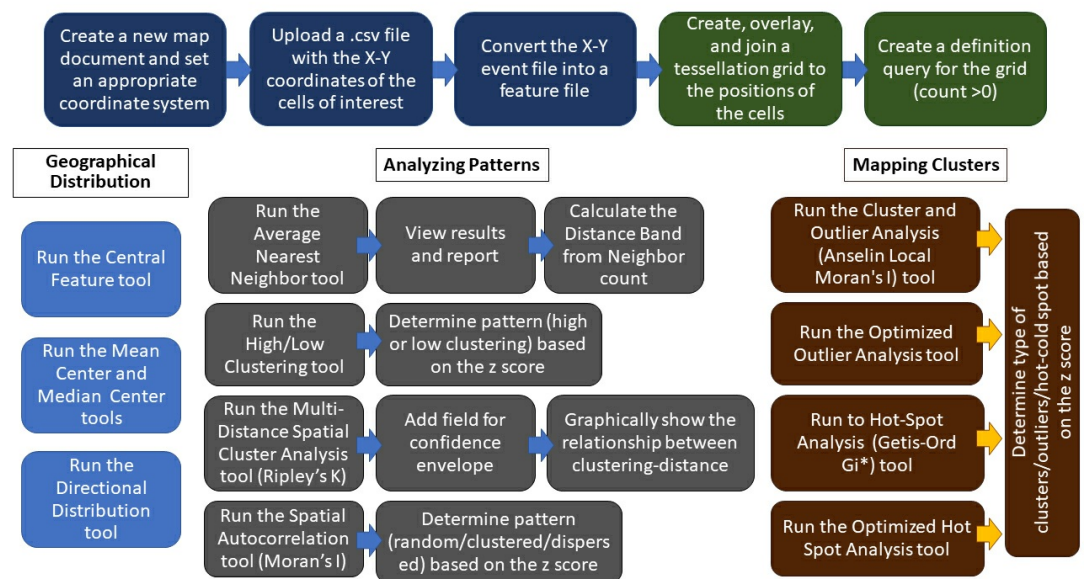 Create a new map
document and set
an appropriate
coordinate system
Upload a .csv file
with the X-Y
coordinates of the
cells of interest
Convert the X-Y
event file into a
feature file
Create, overlay,
and join a
tessellation grid to
the positions of
the cells
Create a definition
query for the grid
(count >0)
Geographical
Distribution
Run the Central
Feature tool
Run the Mean
Center and
Median Center
tools
Run the
Directional
Distribution
tool
Analyzing Patterns
Run the
Average
Nearest
Neighbor tool
View results
and report
Calculate the
Distance Band
from Neighbor
count
Run the
High/Low
Clustering tool
Determine pattern (high
or low clustering) based
on the z score
Run the Multi-
Distance Spatial
Cluster Analysis
tool (Ripley's K)
Add field for
confidence
envelope
Graphically show the
relationship between
clustering-distance
Run the Spatial
Autocorrelation
tool (Moran's I)
Determine pattern
(random/clustered/dispers
ed) based on the z score
Mapping Clusters
Run the Cluster and
Outlier Analysis
(Anselin Local
Moran's I) tool
Run the Optimized
Outlier Analysis tool
Run to Hot-Spot
Analysis (Getis-Ord
Gi*) tool
Run the Optimized Hot
Spot Analysis tool
Determine type of
clusters/outliers/hot-cold spot based
on the z score